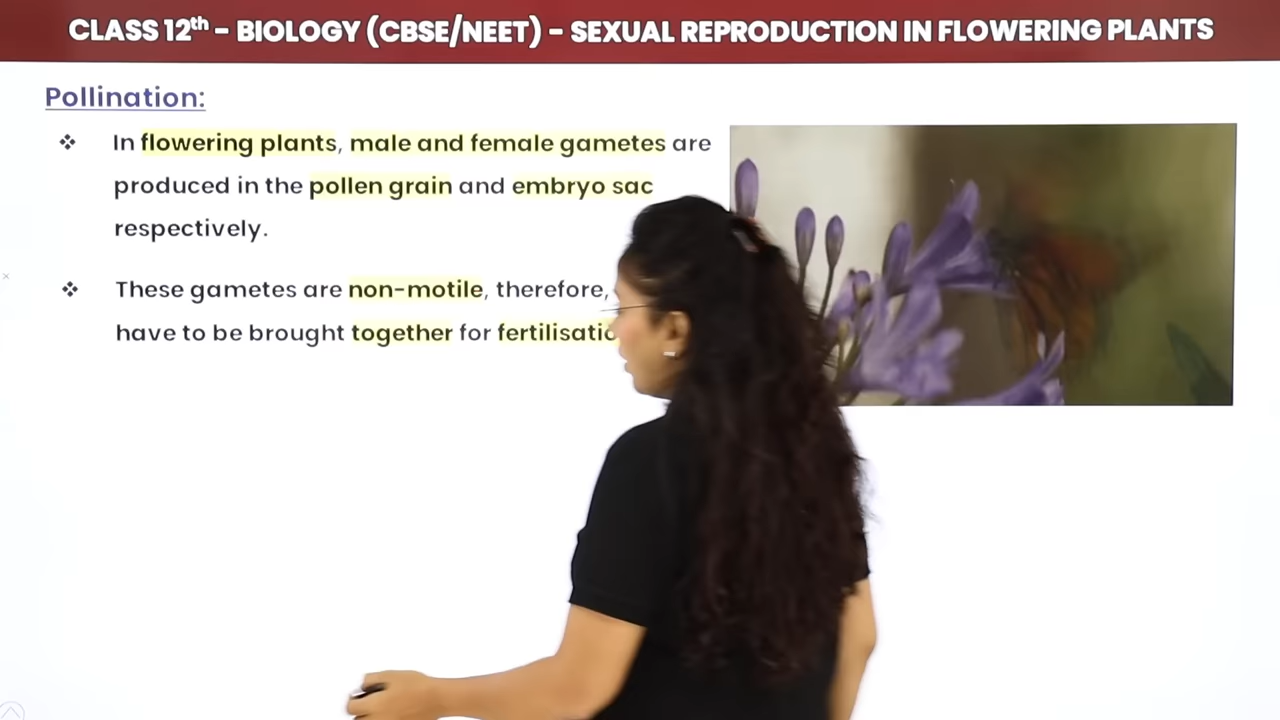 CLASS 12th - BIOLOGY (CBSE/NEET) - SEXUAL REPRODUCTION IN FLOWERING PLANTS
Pollination:
❖ In flowering plants, male and female gametes are
produced in the pollen grain and embryo sac
respectively.
❖ These gametes are non-motile, therefore,
have to be brought together for